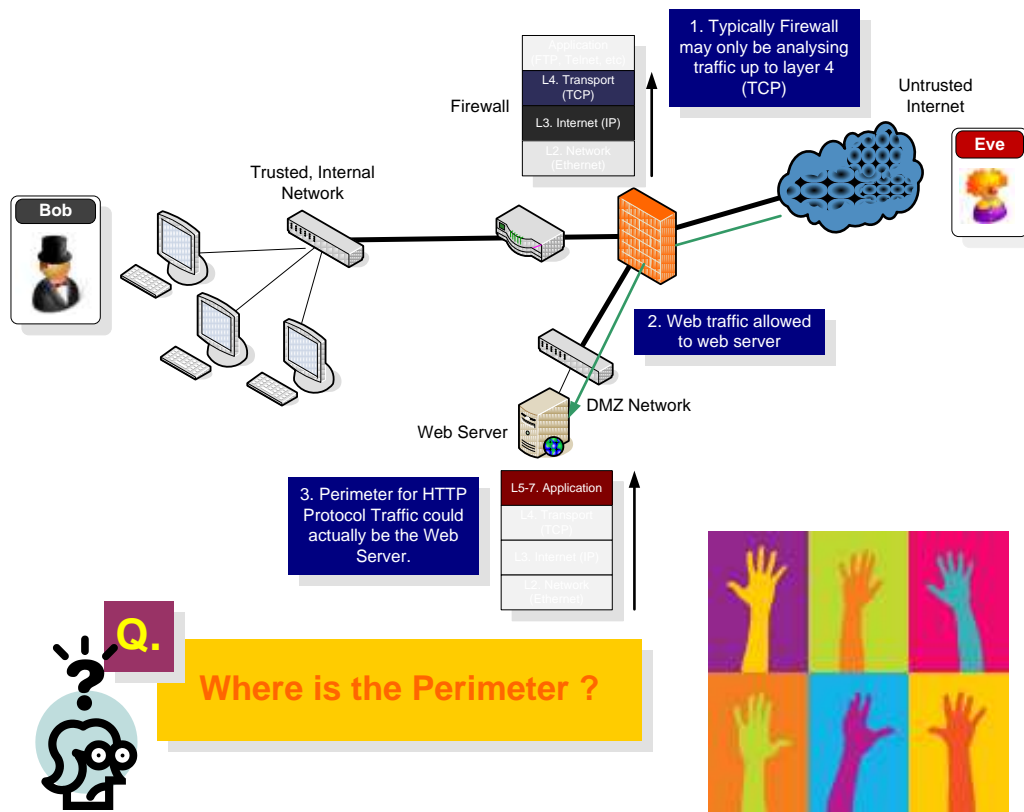 1. Typically Firewall
may only be analysing
traffic up to layer 4
(TCP)
Application
(FTP, Telnet, etc)
L4. Transport
(TCP)
L3. Internet (IP)
L2. Network
(Ethernet)
Firewall
Untrusted
Internet
Eve
Trusted, Internal
Network
Bob
2. Web traffic allowed
to web server
DMZ Network
Web Server
3. Perimeter for HTTP
Protocol Traffic could
actually be the Web
Server.
L5-7. Application
L4. Transport
(TCP)
L3. Internet (IP)
L2. Network
(Ethernet)
Q.
?
Where is the Perimeter ?